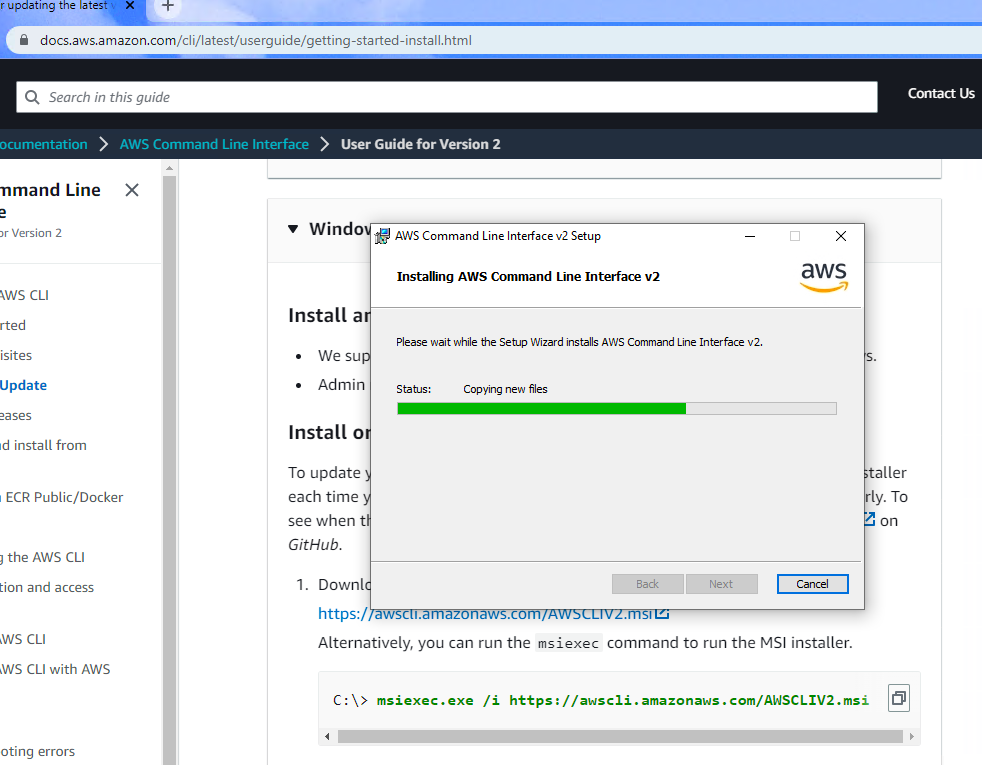 r updating the latest
docs.aws.amazon.com/cli/latest/userguide/getting-started-install.html
Search in this guide
Contact Us
ocumentation
AWS Command Line Interface
User Guide for Version 2
mmand Line
e
or Version 2
AWS CLI
rted
isites
Update
eases
nd install from
ECR Public/Docker
g the AWS CLI
tion and access
AWS CLI
AWS CLI with AWS
oting errors
Window
AWS Command Line Interface v2 Setup
Installing AWS Command Line Interface v2
aws
Please wait while the Setup Wizard installs AWS Command Line Interface v2.
Status: Copying new files
Back Next Cancel
Install an
We sup s.
Admin
Install on
To update y staller
each time y rly. To
see when th on
GitHub.
1. Downlo
https://awscli.amazonaws.com/AWSCLIV2.msi
Alternatively, you can run the msiexec command to run the MSI installer.
C:\> msiexec.exe /i https://awscli.amazonaws.com/AWSCLIV2.msi